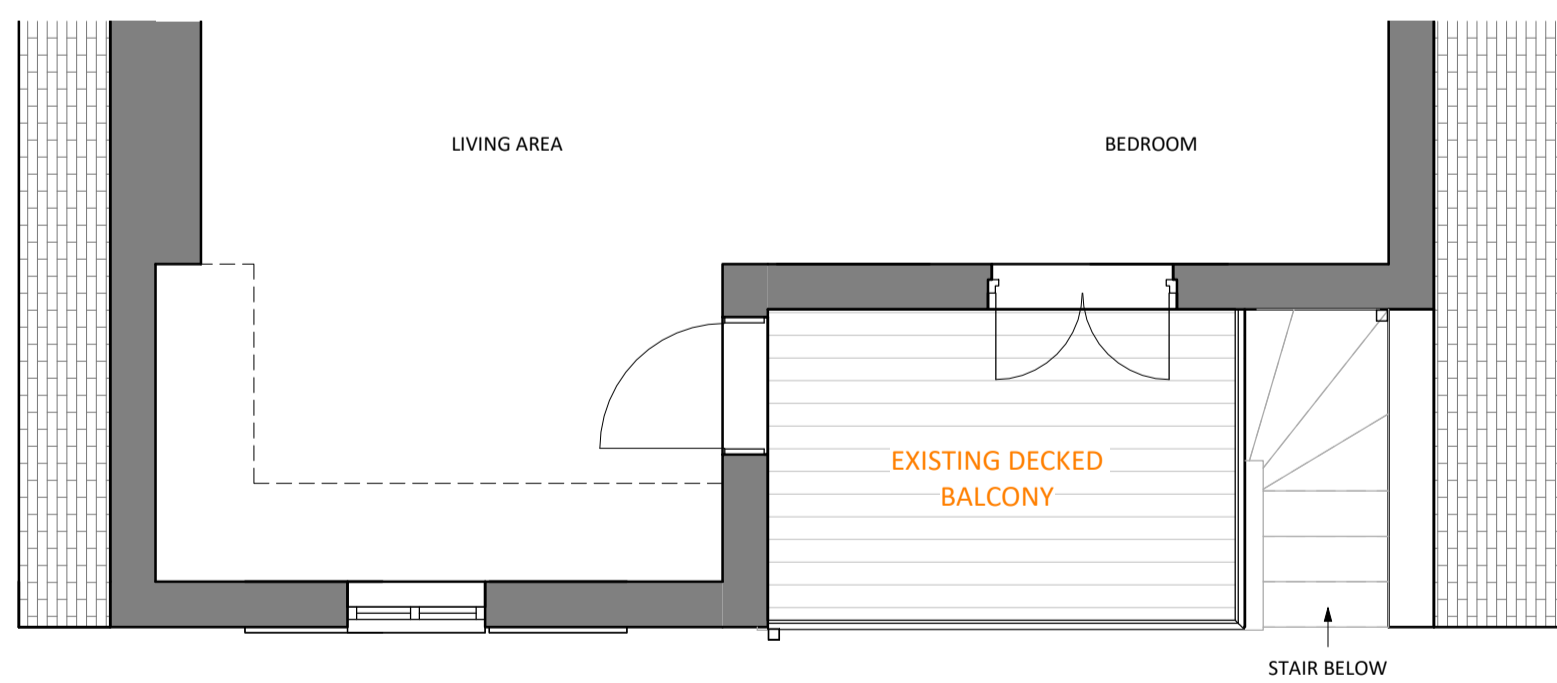 LIVING AREA
BEDROOM
EXISTING DECKED
BALCONY
STAIR BELOW